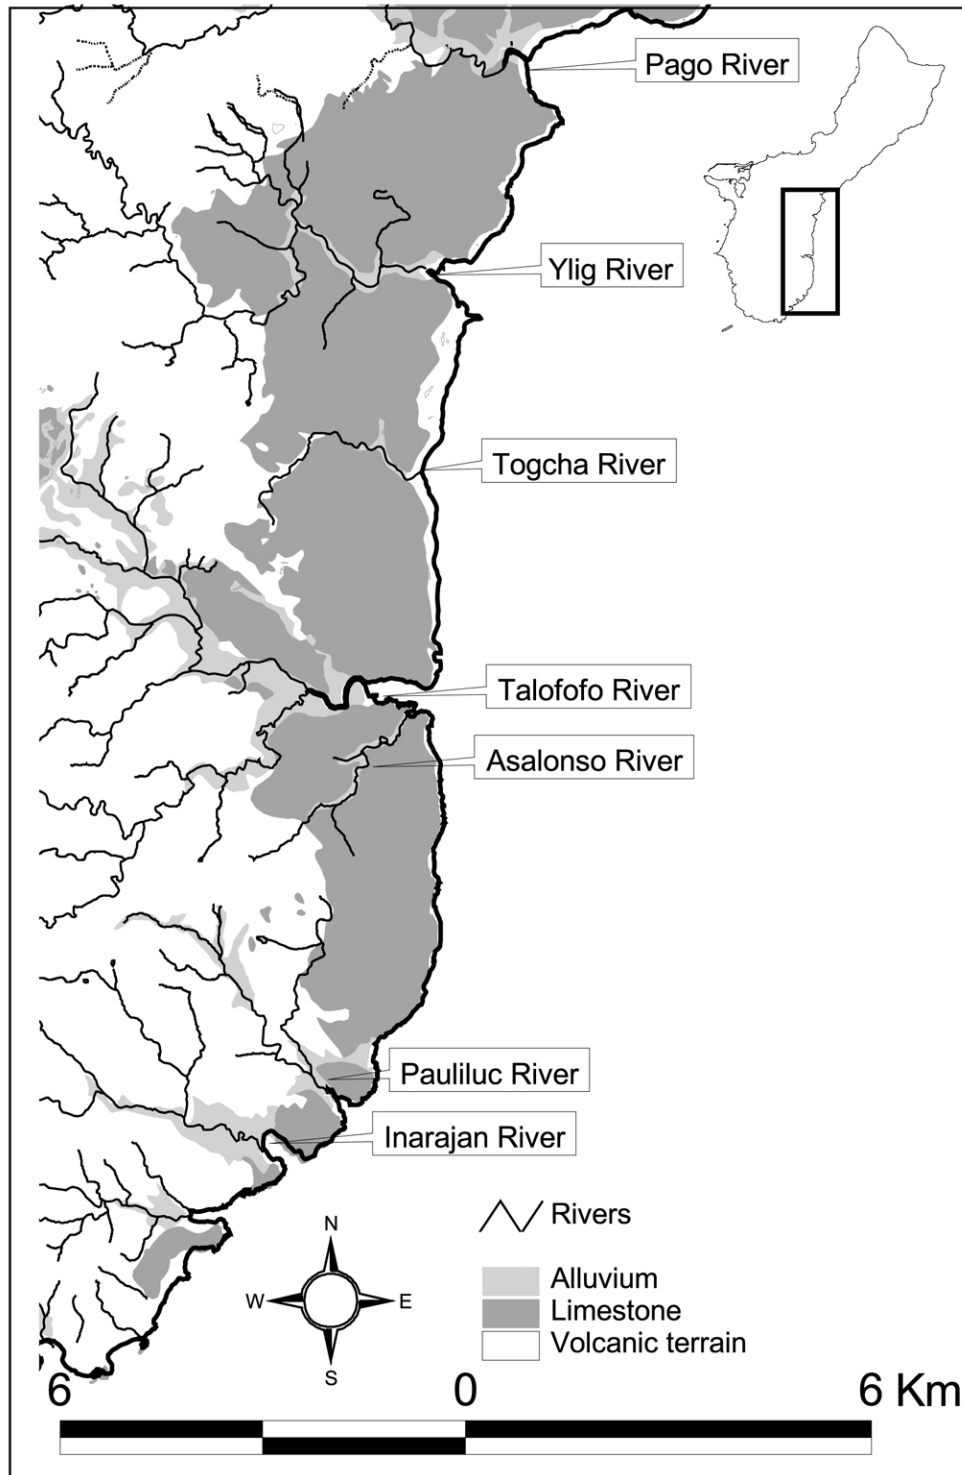 Pago River
Ylig River
Togcha River
Talofofo River
Asalonso River
Pauliluc River
Inarajan River
N
W E
S
Rivers
Alluvium
Limestone
Volcanic terrain
6 0 6 Km